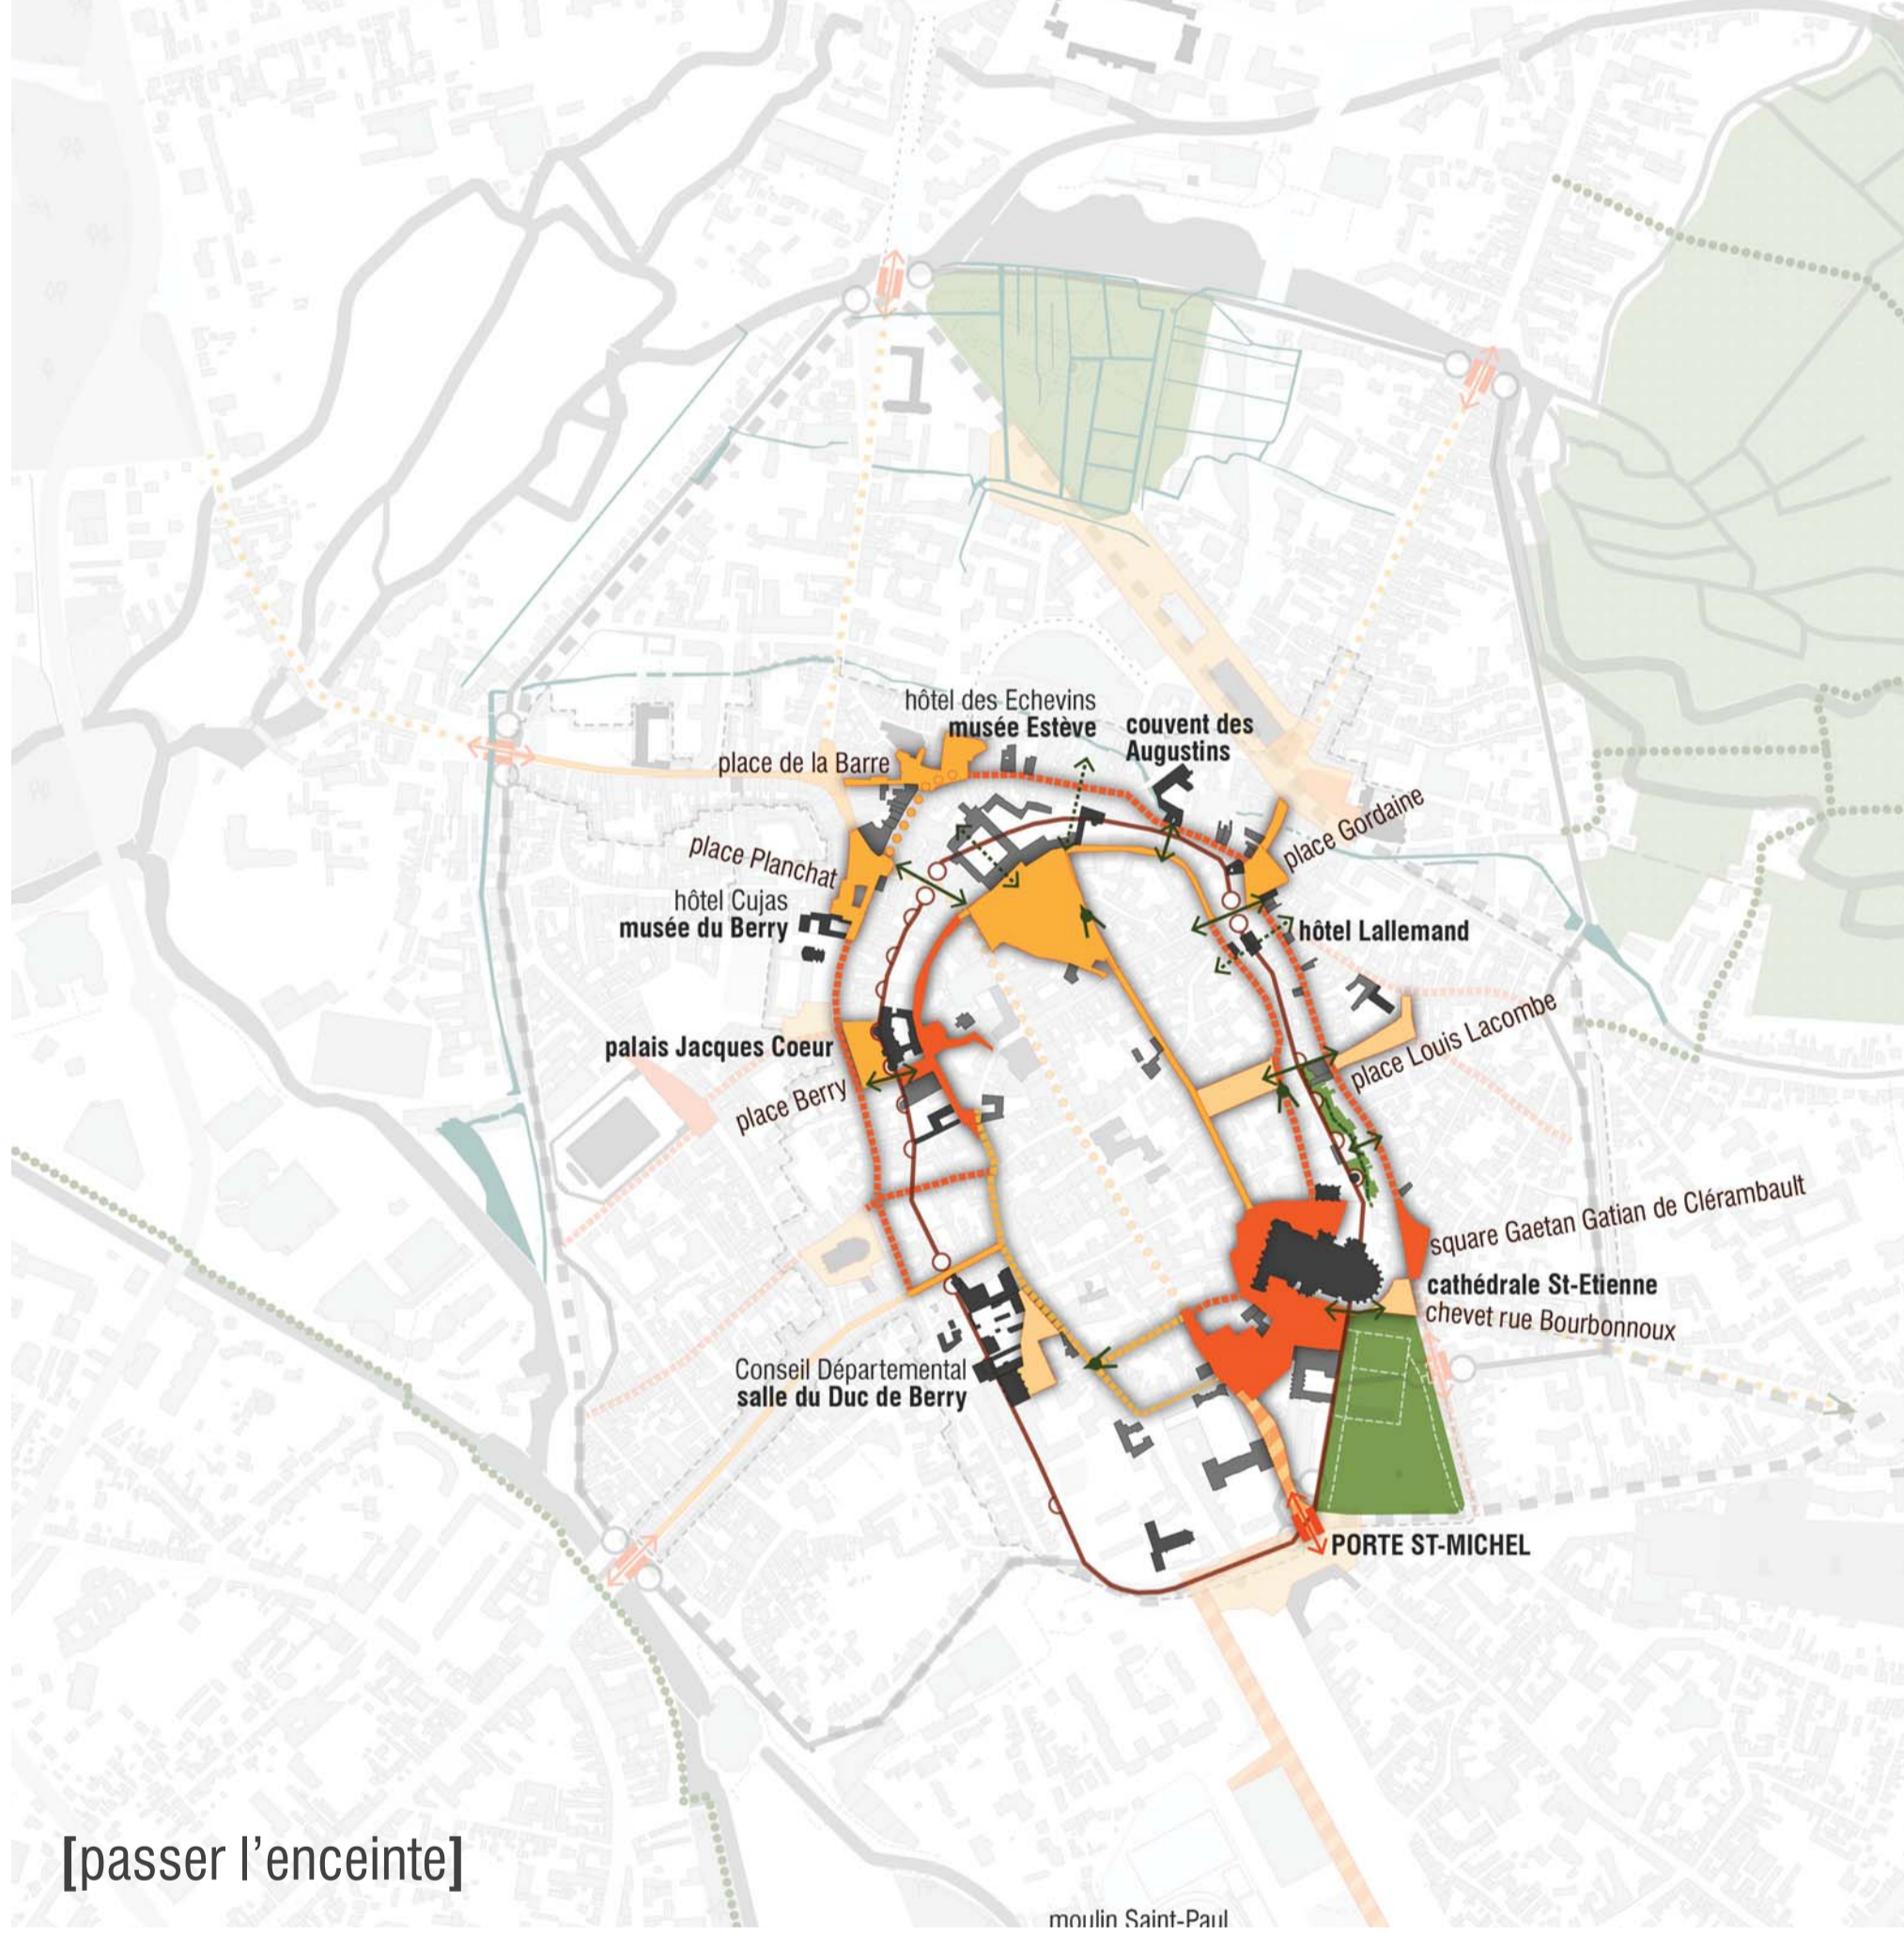 hôtel des Echevins
musée Estève
couvent des
Augustins
place de la Barre
place Gordaine
place Planchat
hôtel Cujas
musée du Berry
hôtel Lallemand
place Louis Lacombe
palais Jacques Coeur
place Berry
square Gaetan Gatian de Clérambault
cathédrale St-Etienne
chevet rue Bourbonnoux
Conseil Départemental
salle du Duc de Berry
PORTE ST-MICHEL
[passer l'enceinte]
moulin Saint-Paul